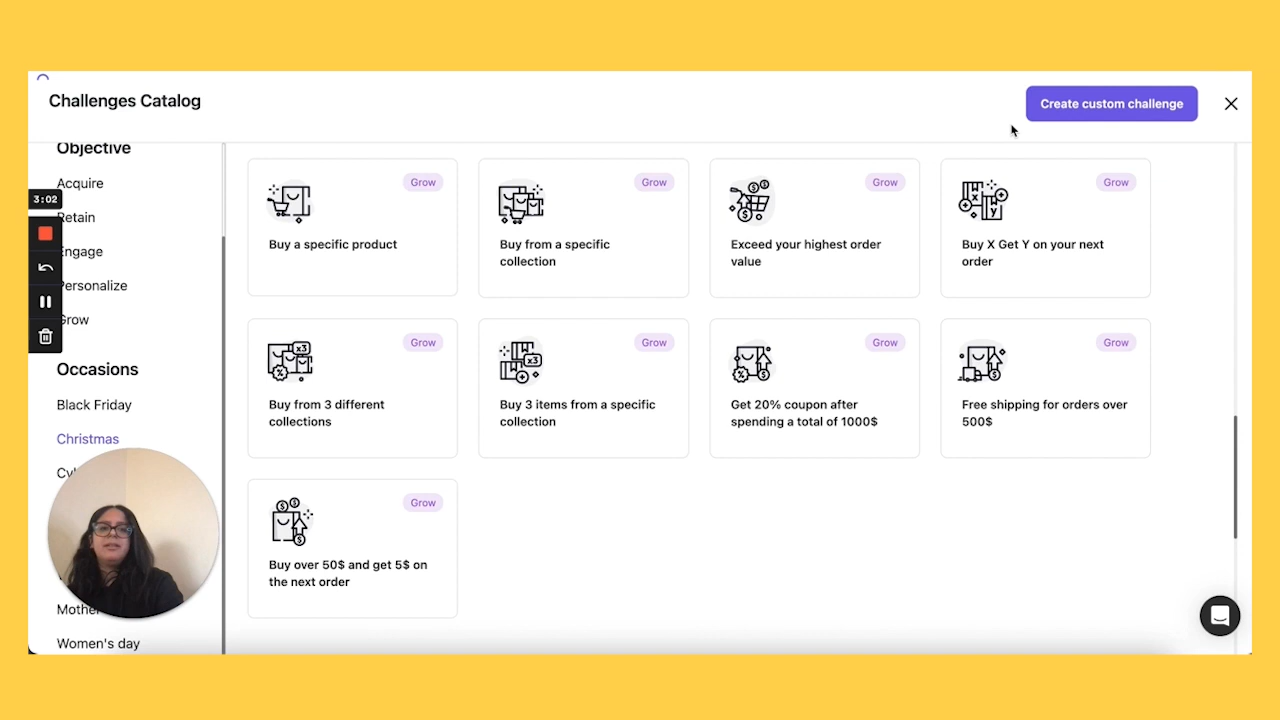 Challenges Catalog
Create custom challenge
Objective
Acquire
3:02
Retain
Engage
Personalize
Grow
Occasions
Black Friday
Christmas
Women's day
Grow
Buy a specific product
Grow
Buy from a specific
collection
Grow
Exceed your highest order
value
Grow
Buy X Get Y on your next
order
x3
Grow
Buy from 3 different
collections
x3
Grow
Buy 3 items from a specific
collection
Grow
Get 20% coupon after
spending a total of 1000$
Grow
Free shipping for orders over
500$
Grow
Buy over 50$ and get 5$ on
the next order